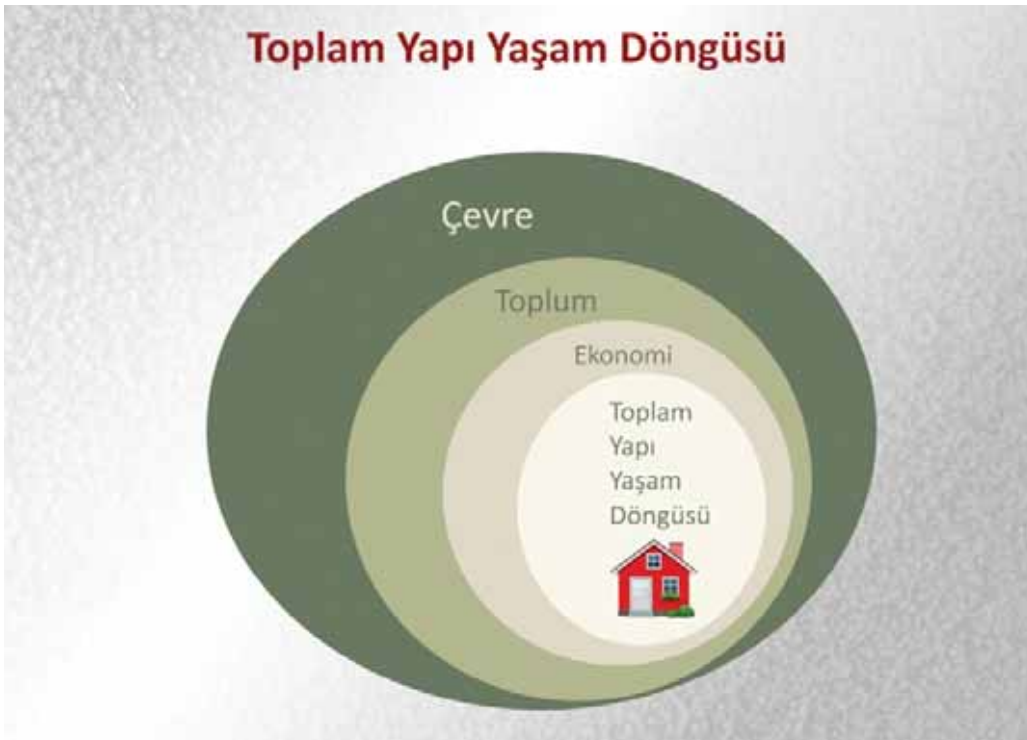 Toplam Yapı Yaşam Döngüsü
Çevre
Toplum
Ekonomi
Toplam
Yapı
Yaşam
Döngüsü